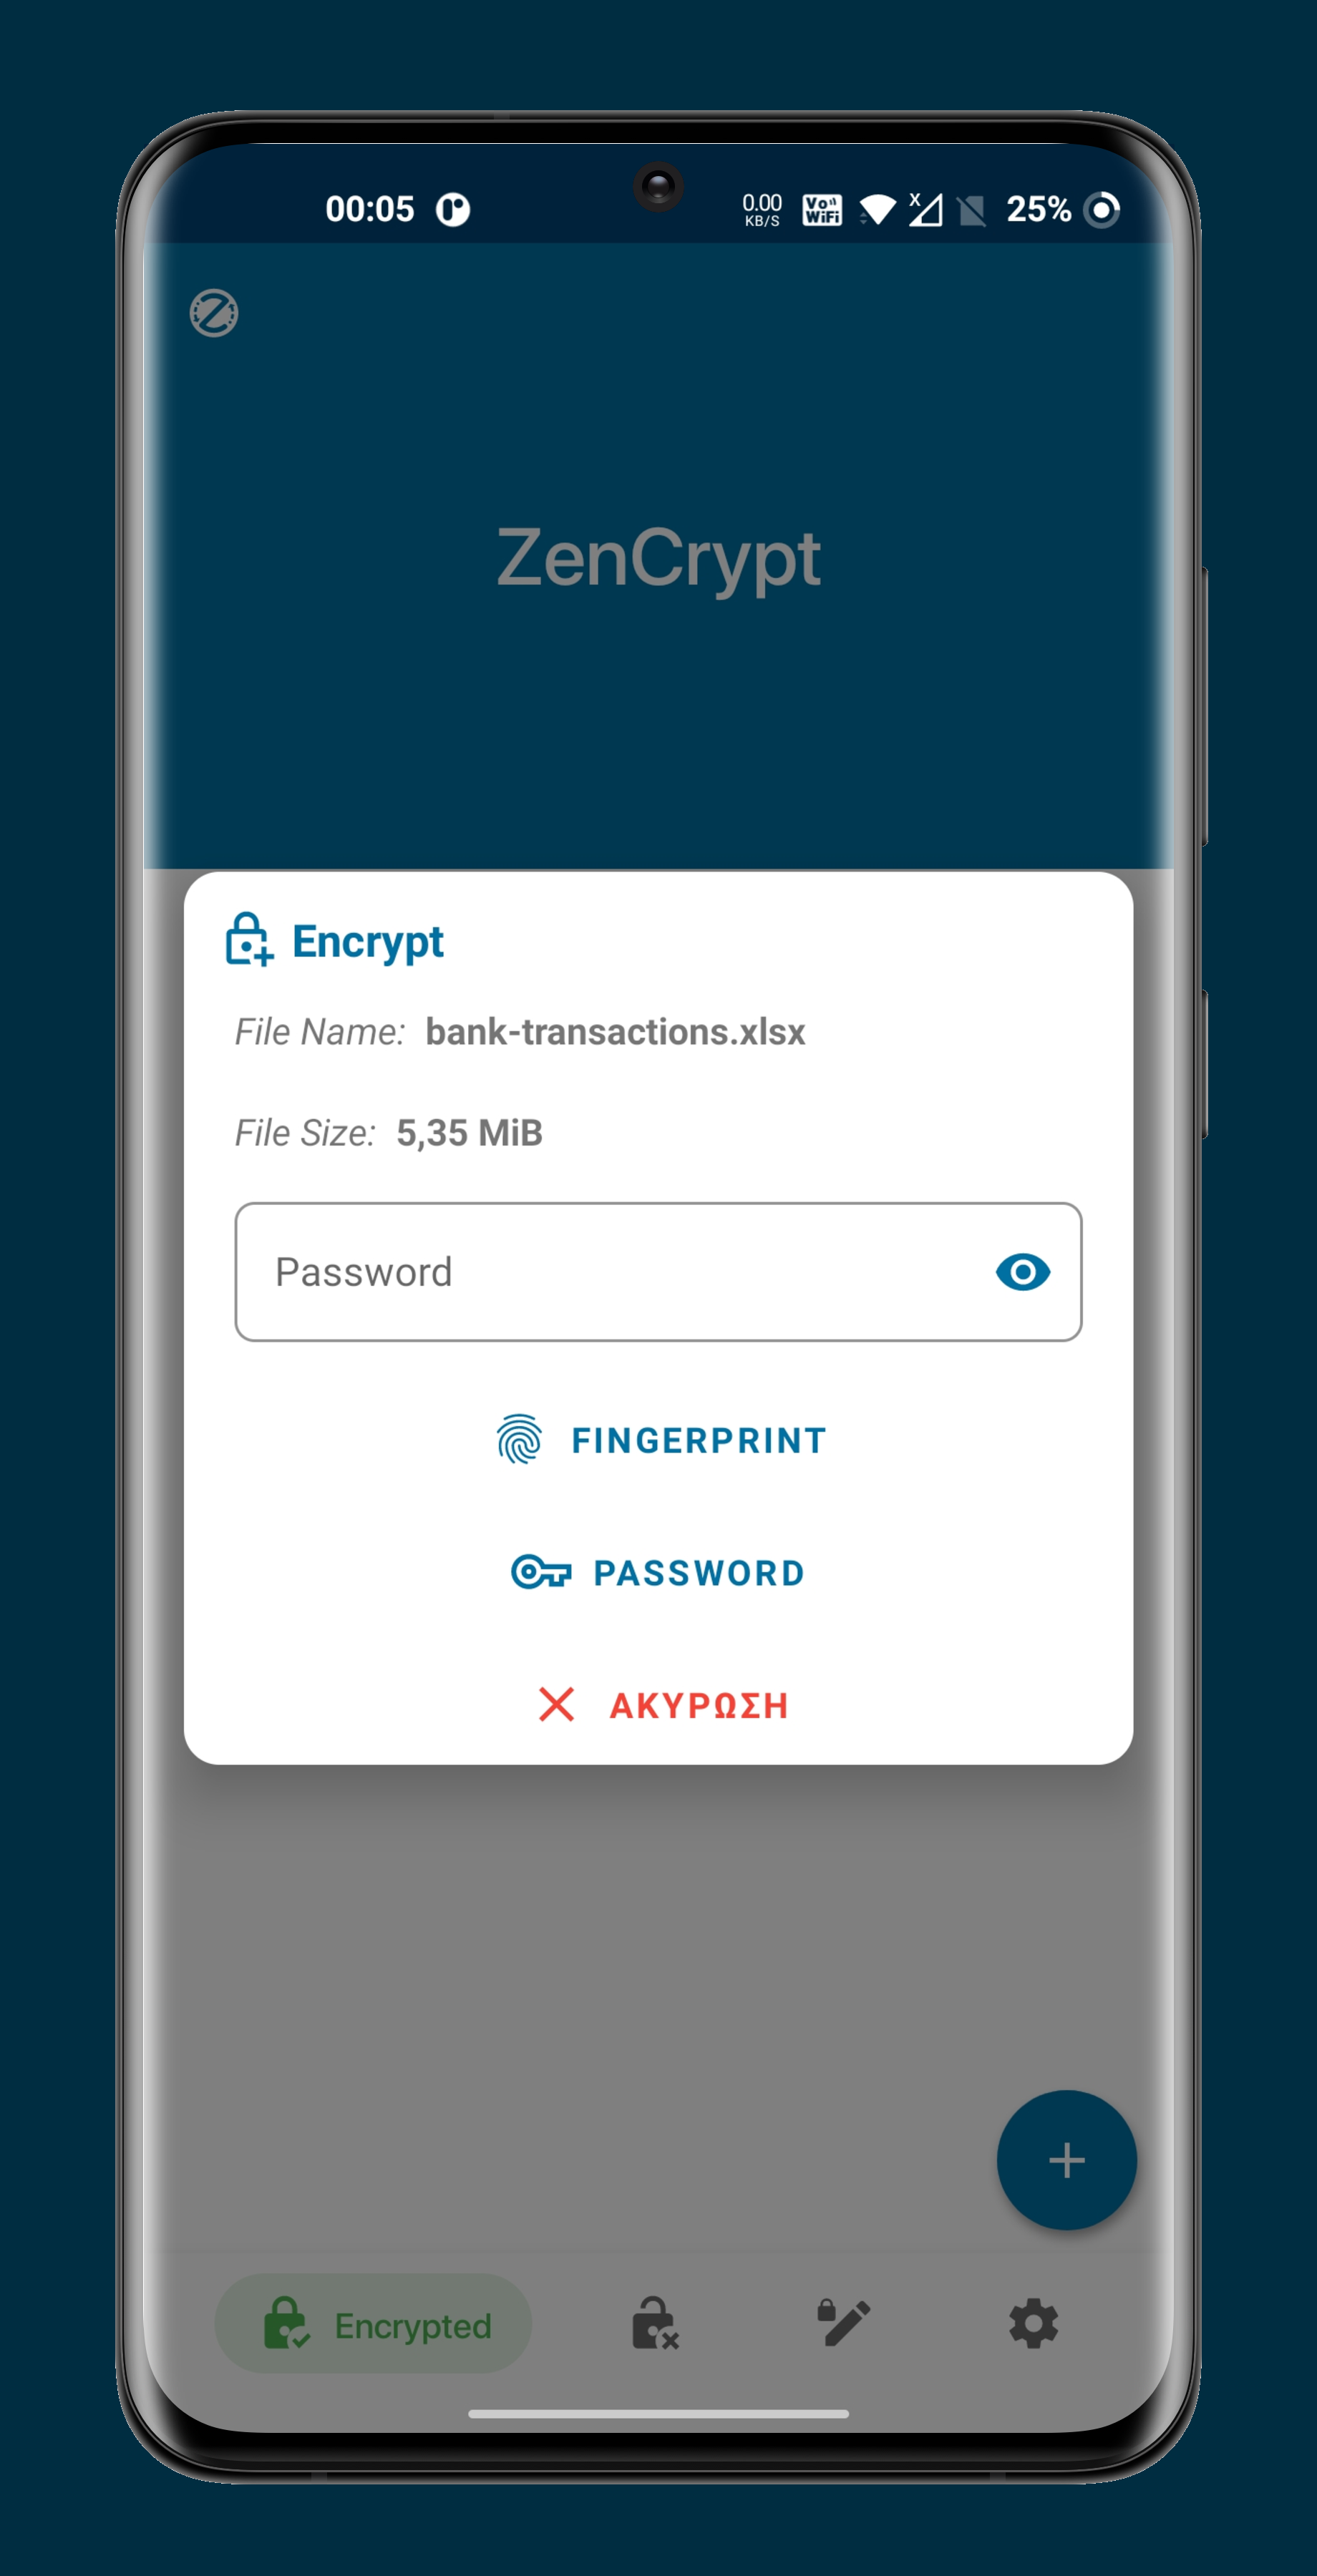 00:05 0.00 KB/S Vo WiFi X 25%
ZenCrypt
Encrypt
File Name: bank-transactions.xlsx
File Size: 5,35 MiB
Password
FINGERPRINT
PASSWORD
ΑΚΥΡΩΣΗ
Encrypted